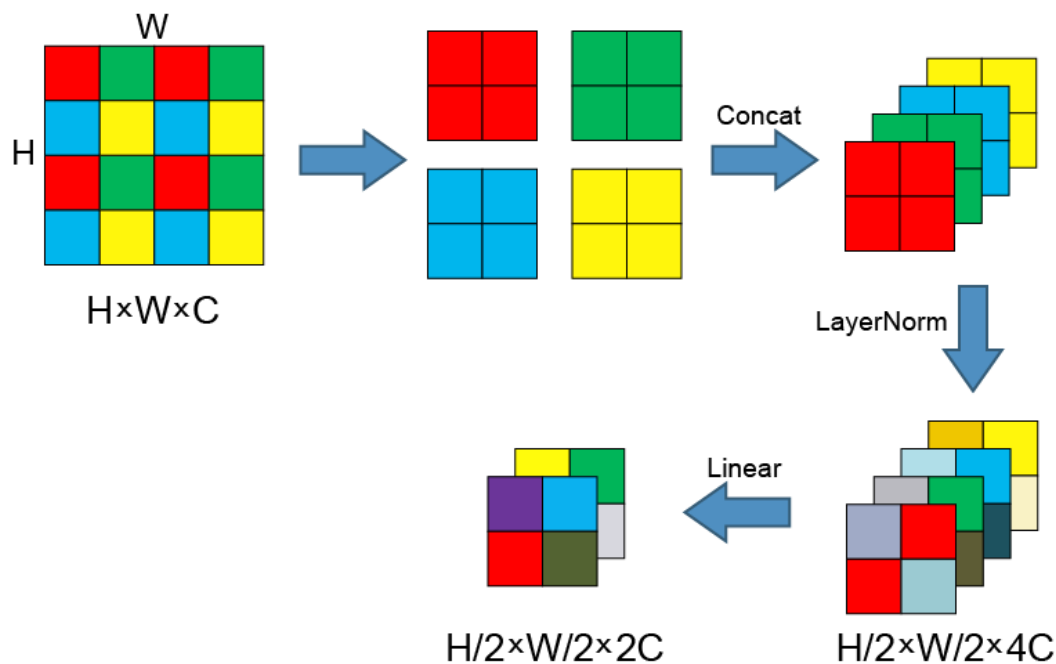 W
H
H×W×C
Concat
LayerNorm
Linear
H/2×W/2×2C
H/2×W/2×4C